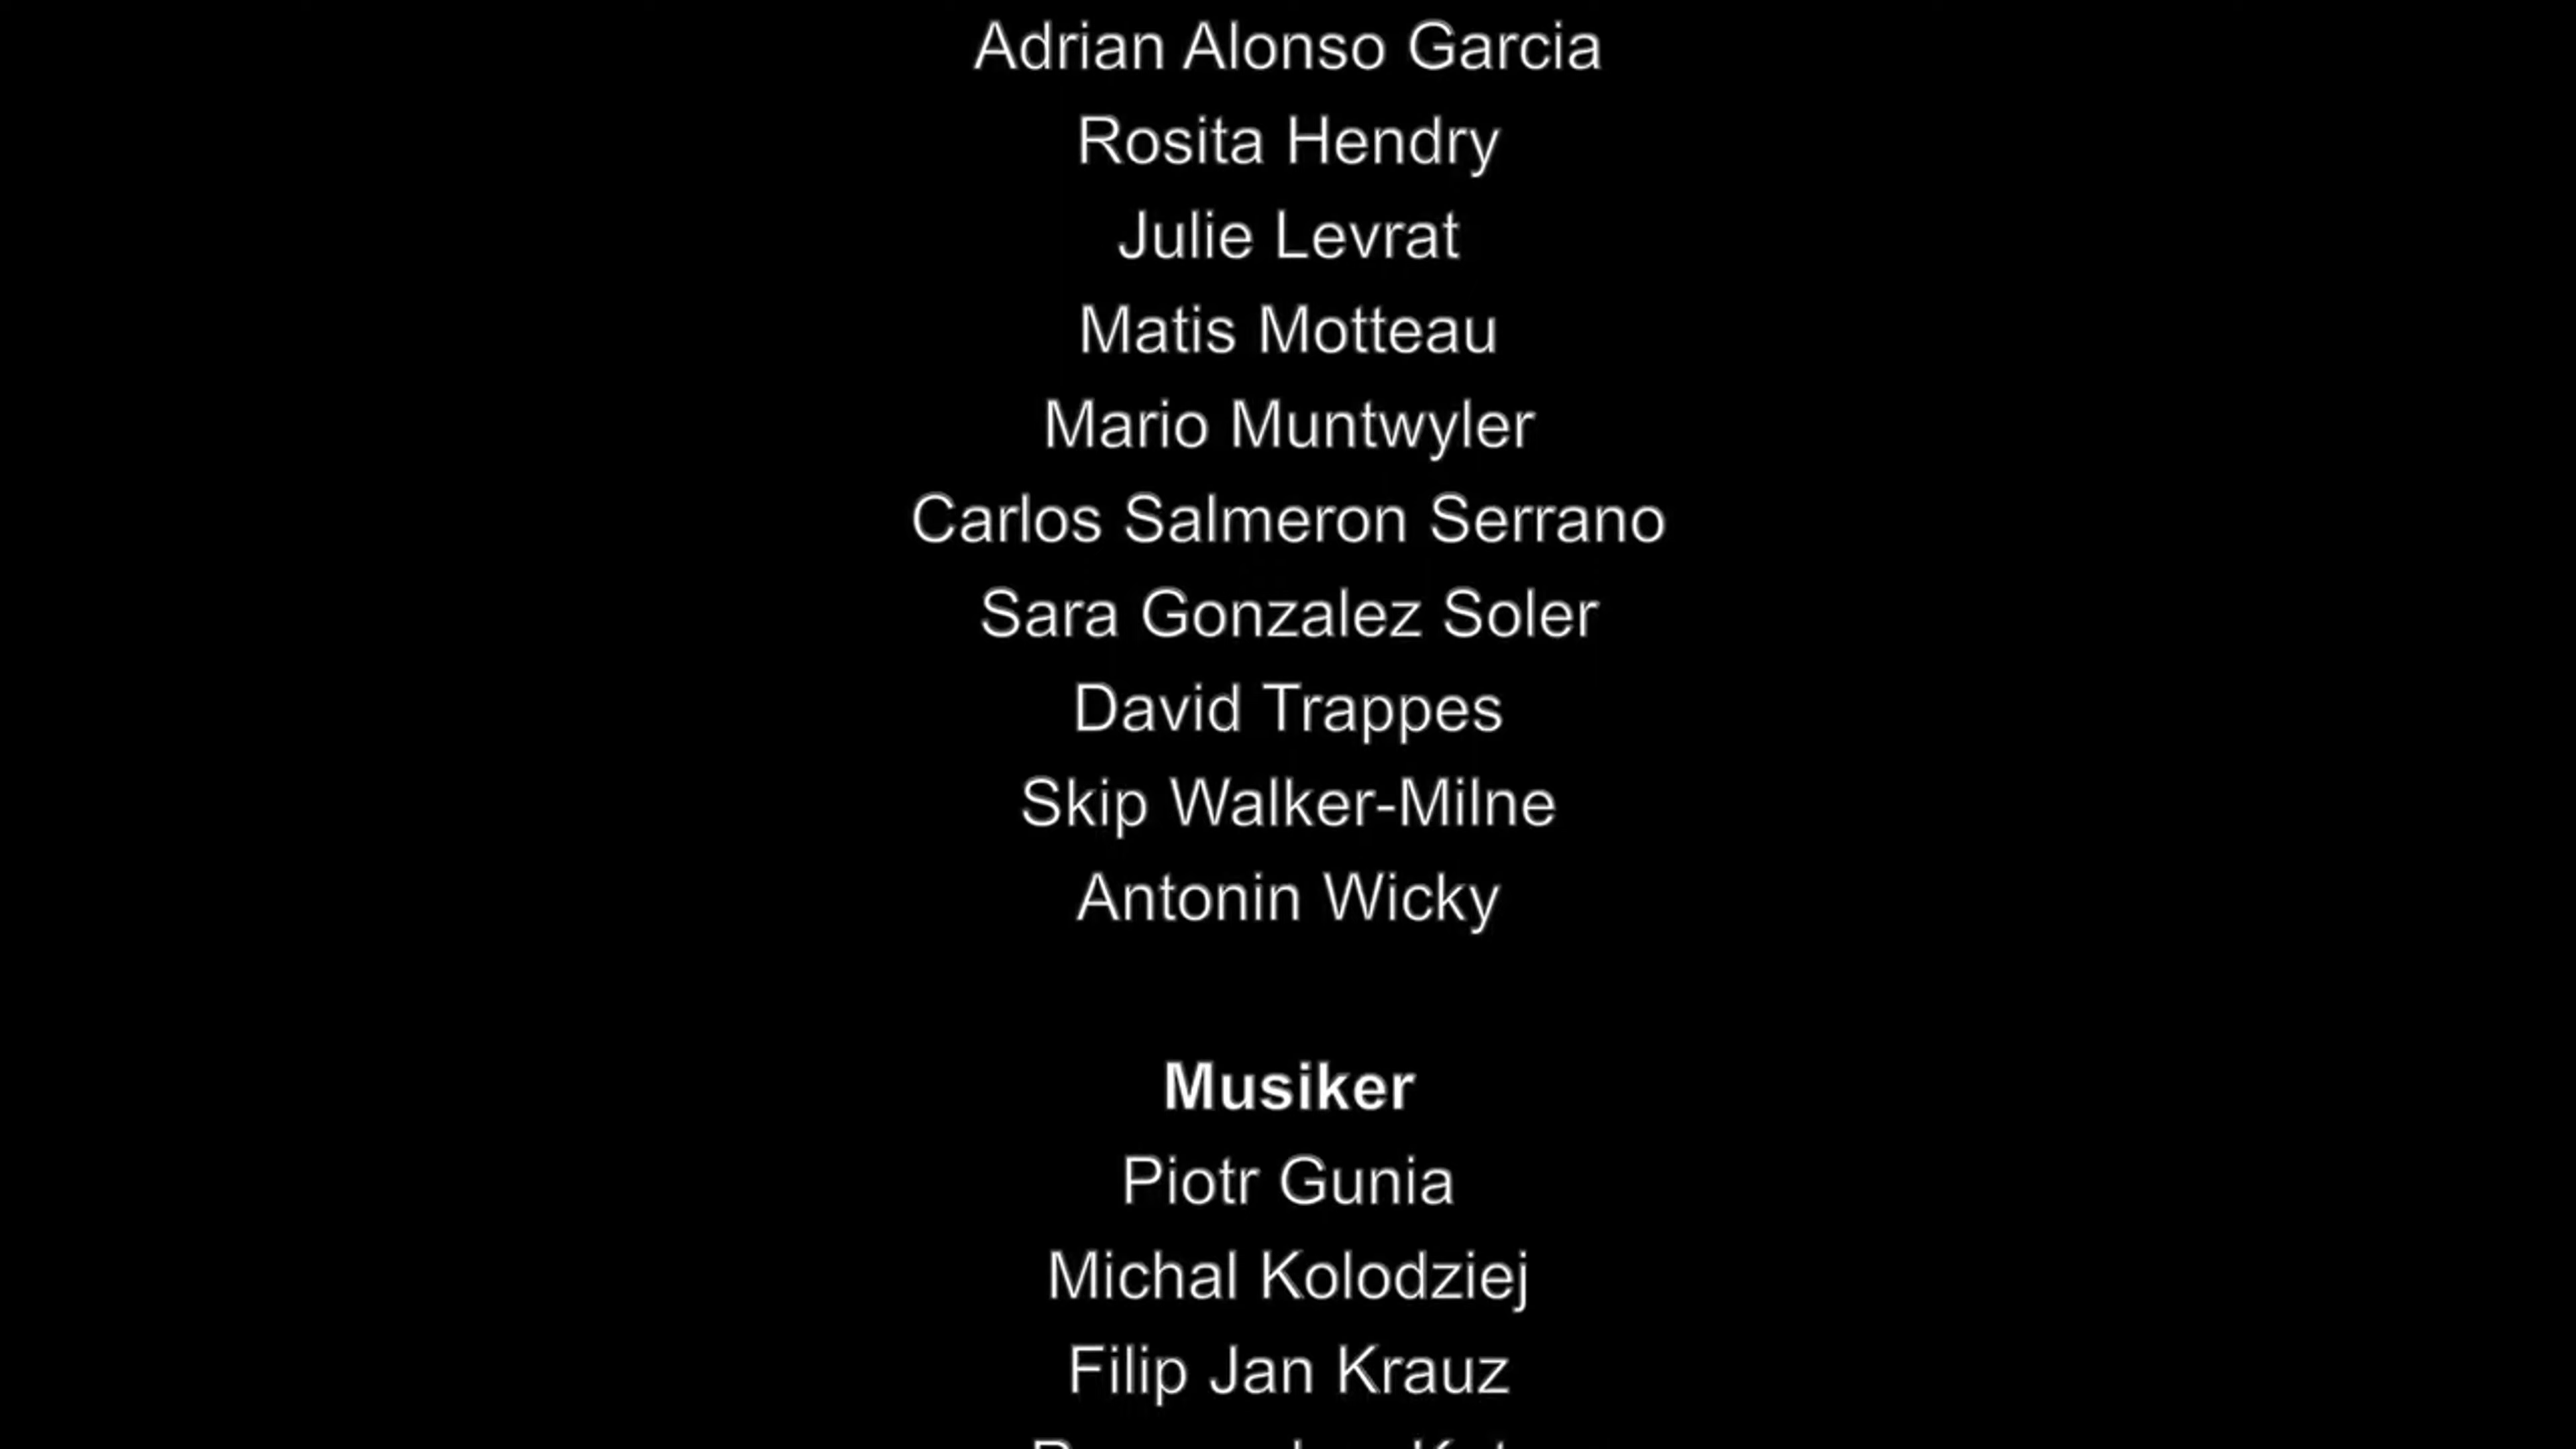 Adrian Alonso Garcia
Rosita Hendry
Julie Levrat
Matis Motteau
Mario Muntwyler
Carlos Salmeron Serrano
Sara Gonzalez Soler
David Trappes
Skip Walker-Milne
Antonin Wicky
Musiker
Piotr Gunia
Michal Kolodziej
Filip Jan Krauz